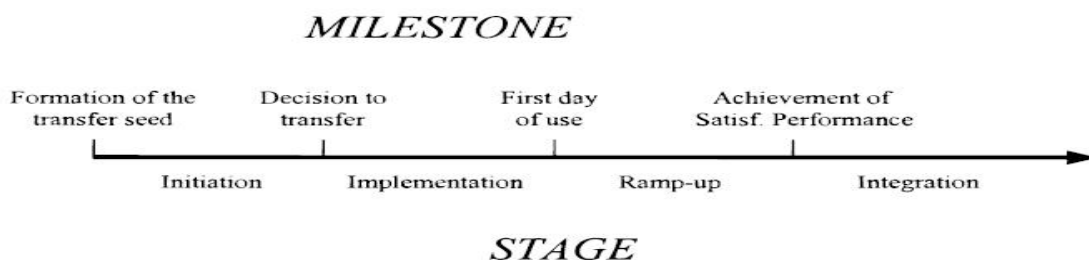 MILESTONE
Formation of the
transfer seed
Decision to
transfer
First day
of use
Achievement of
Satisf. Performance
Initiation
Implementation
Ramp-up
Integration
STAGE